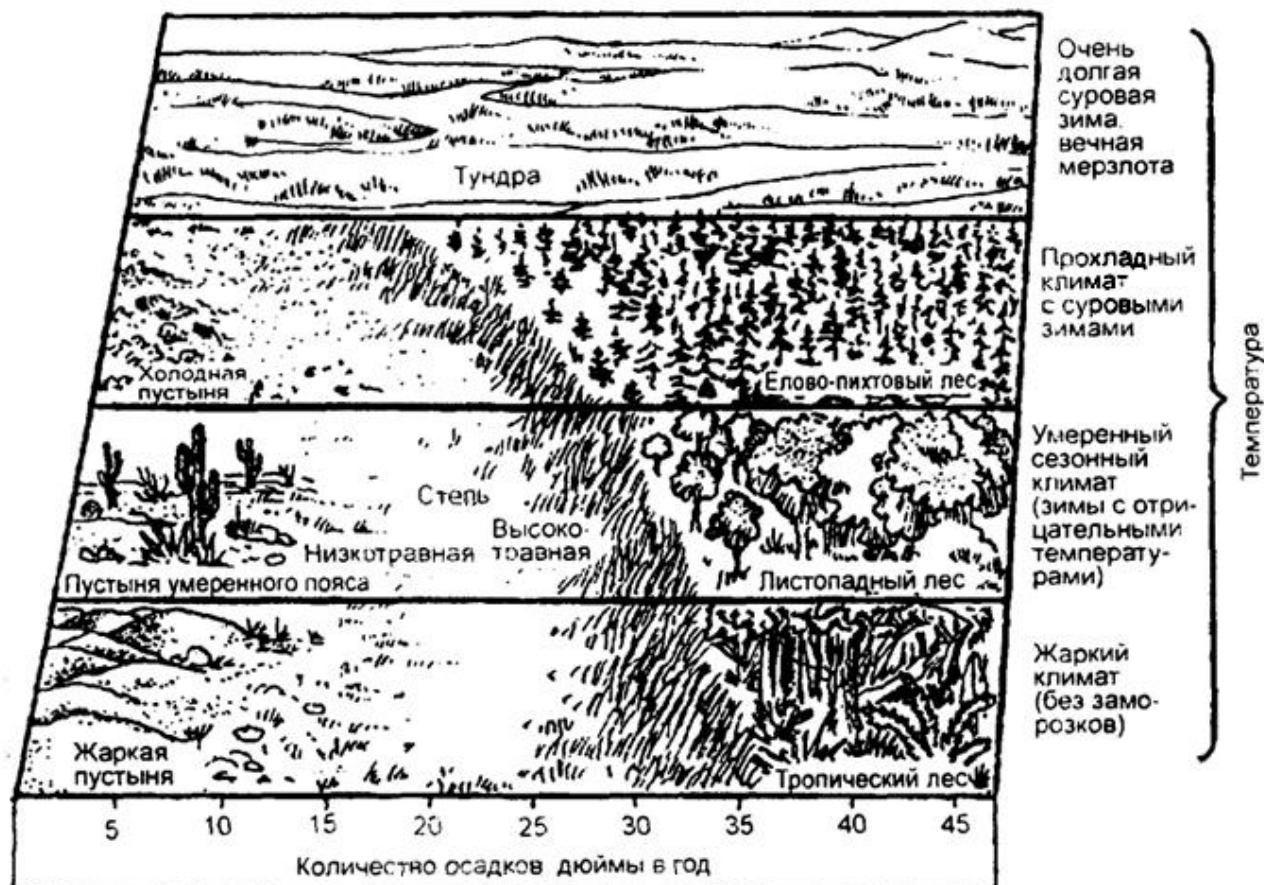 Очень
долгая
суровая
зима.
вечная
мерзлота
Тундра
Прохладный
климат
с суровыми
зимами
Холодная
пустыня
Елово-пихтовый лес
Температура
Умеренный
сезонный
климат
(зимы с отри-
цательными
температу-
рами)
Степь
Высоко-
травная
Низкотравная
Пустыня умеренного пояса
Листопадный лес
Жаркий
климат
(без замо-
розков)
Жаркая
пустыня
Тропический лес
5 10 15 20 25 30 35 40 45
Количество осадков, дюймы в год